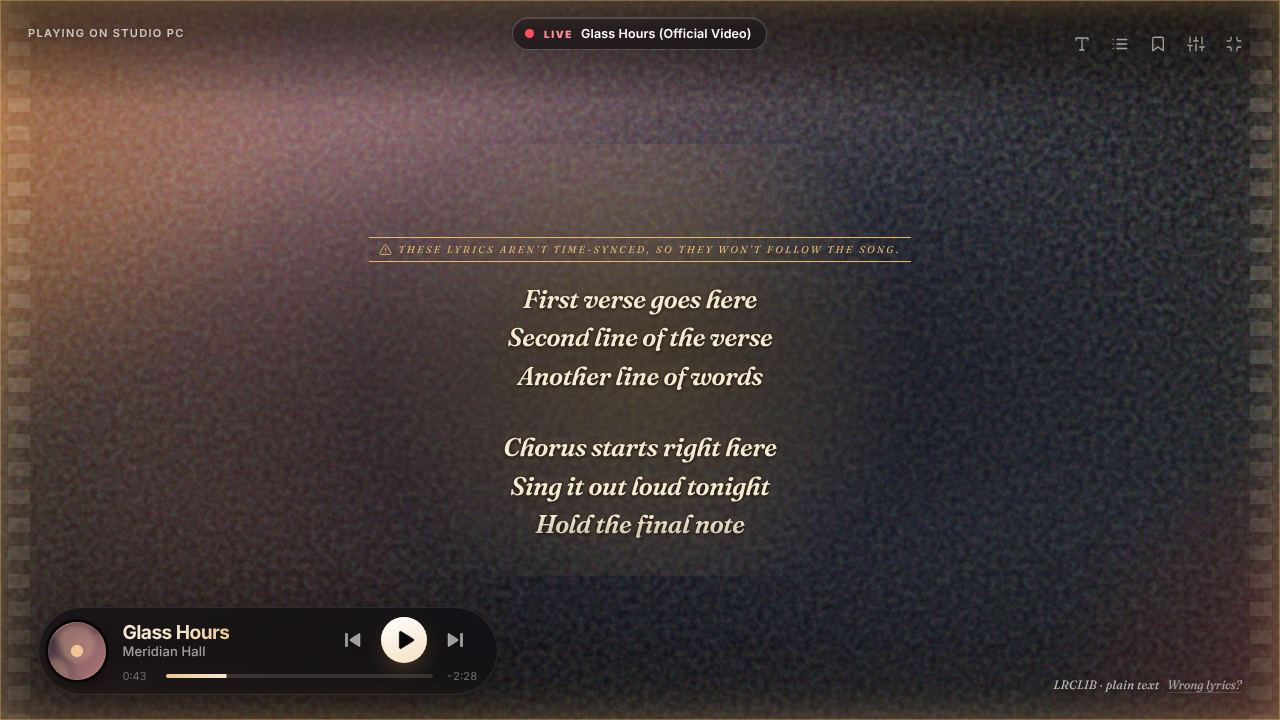 PLAYING ON STUDIO PC
LIVE Glass Hours (Official Video)
THESE LYRICS AREN'T TIME-SYNCED, SO THEY WON'T FOLLOW THE SONG.
First verse goes here
Second line of the verse
Another line of words
Chorus starts right here
Sing it out loud tonight
Hold the final note
Glass Hours
Meridian Hall
0:43 -2:28
LRCLIB · plain text Wrong lyrics?